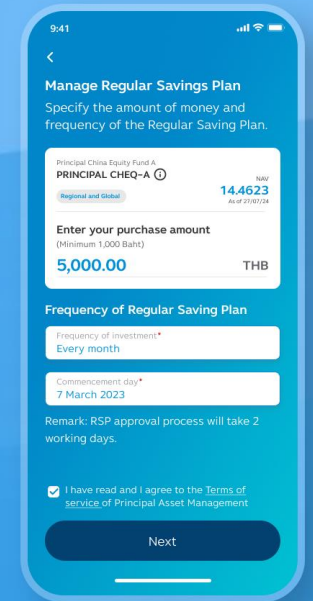 9:41
Manage Regular Savings Plan
Specify the amount of money and
frequency of the Regular Saving Plan.
Principal China Equity Fund A
PRINCIPAL CHEQ-A
NAV
Regional and Global
14.4623
As of 27/07/24
Enter your purchase amount
(Minimum 1,000 Baht)
5,000.00 THB
Frequency of Regular Saving Plan
Frequency of investment*
Every month
Commencement day*
7 March 2023
Remark: RSP approval process will take 2
working days.
I have read and I agree to the Terms of
service of Principal Asset Management
Next